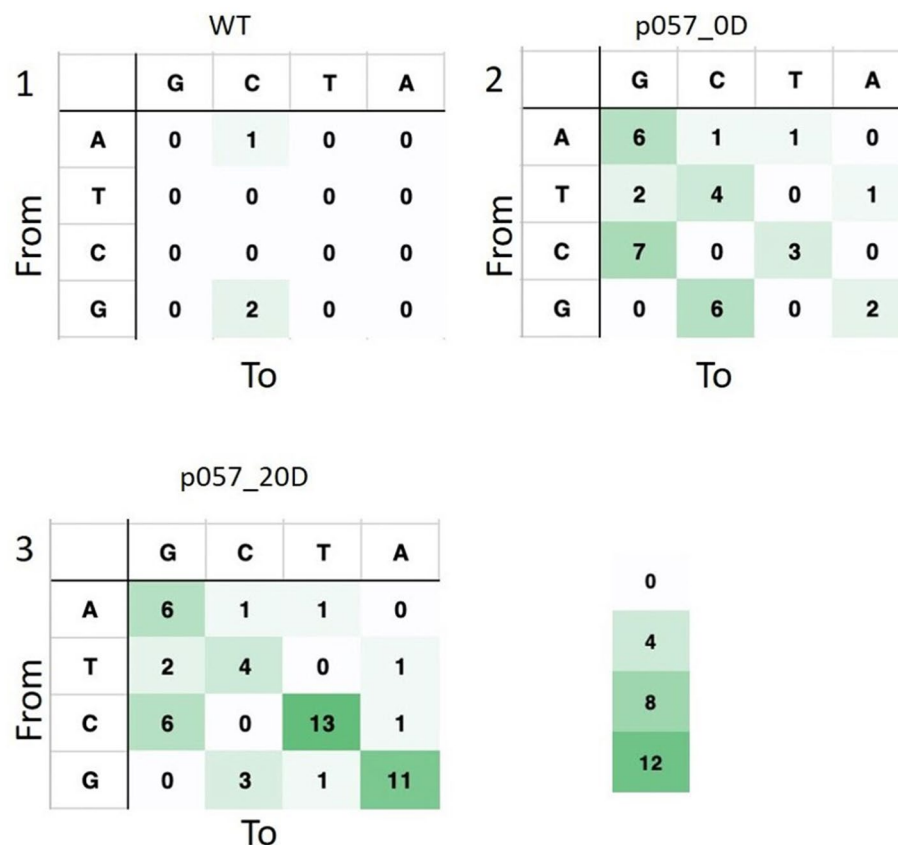 WT
1
G C T A
A 0 1 0 0
T 0 0 0 0
C 0 0 0 0
G 0 2 0 0
From
To
p057_0D
2
G C T A
A 6 1 1 0
T 2 4 0 1
C 7 0 3 0
G 0 6 0 2
From
To
p057_20D
3
G C T A
A 6 1 1 0
T 2 4 0 1
C 6 0 13 1
G 0 3 1 11
From
To
0
4
8
12